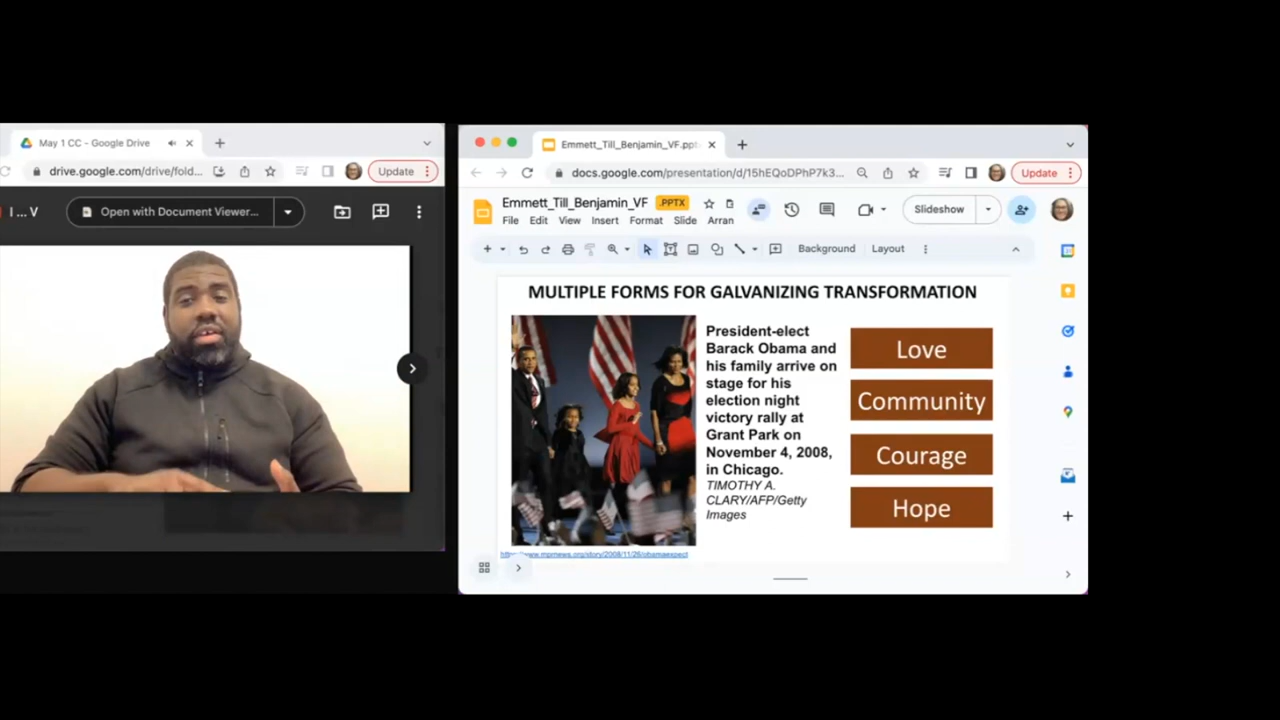 May 1 CC - Google Drive
drive.google.com/drive/fold...
Update
I ... V
Open with Document Viewer...
Emmett_Till_Benjamin_VF.ppt
docs.google.com/presentation/d/15hEQoDPhP7k3...
Update
Emmett_Till_Benjamin_VF
.PPTX
File Edit View Insert Format Slide Arran
Slideshow
Background
Layout
MULTIPLE FORMS FOR GALVANIZING TRANSFORMATION
President-elect
Barack Obama and
his family arrive on
stage for his
election night
victory rally at
Grant Park on
November 4, 2008,
in Chicago.
TIMOTHY A.
CLARY/AFP/Getty
Images
Love
Community
Courage
Hope